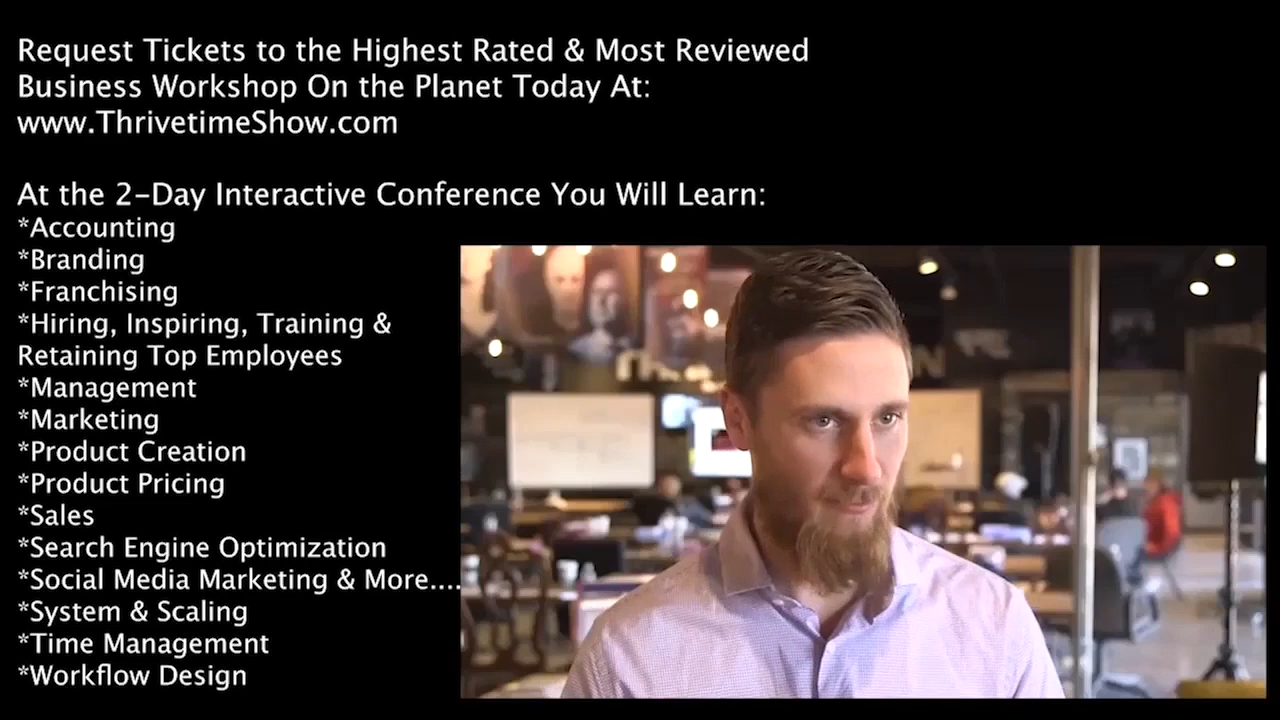 Request Tickets to the Highest Rated & Most Reviewed
Business Workshop On the Planet Today At:
www.ThrivetimeShow.com
At the 2-Day Interactive Conference You Will Learn:
*Accounting
*Branding
*Franchising
*Hiring, Inspiring, Training &
Retaining Top Employees
*Management
*Marketing
*Product Creation
*Product Pricing
*Sales
*Search Engine Optimization
*Social Media Marketing & More....
*System & Scaling
*Time Management
*Workflow Design